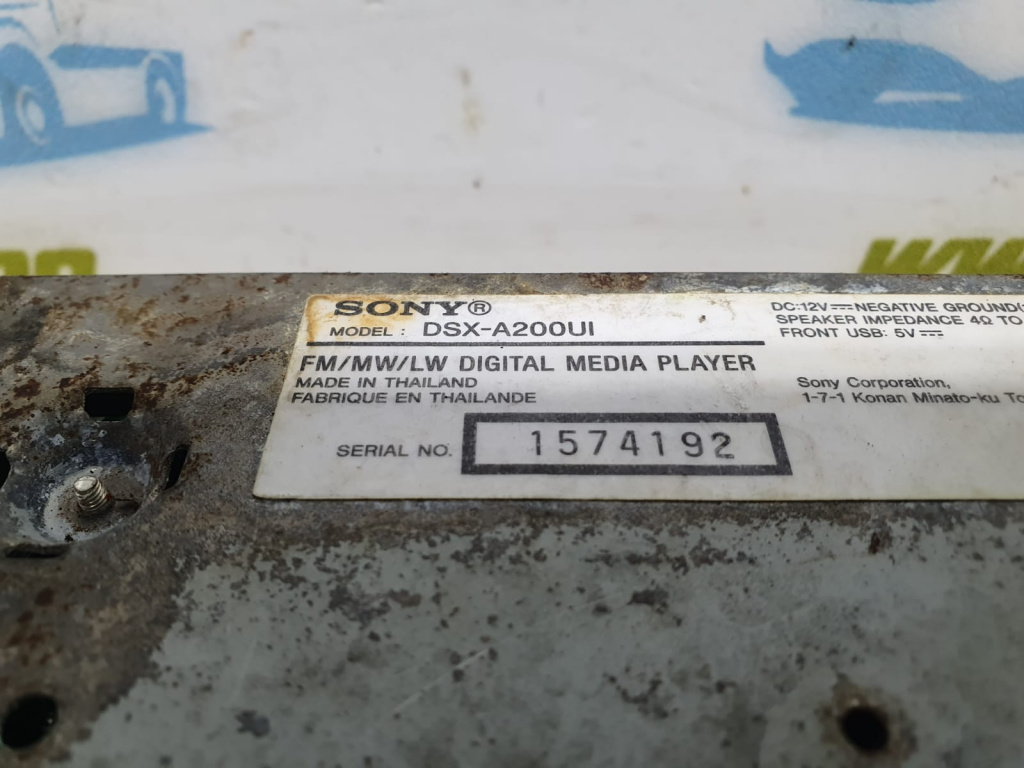 SONY®
MODEL : DSX-A200UI
FM/MW/LW DIGITAL MEDIA PLAYER
MADE IN THAILAND
FABRIQUE EN THAILANDE
SERIAL NO. 1574192
DC:12V⎓NEGATIVE GROUND
SPEAKER IMPEDANCE 4Ω TO
FRONT USB: 5V⎓
Sony Corporation,
1-7-1 Konan Minato-ku